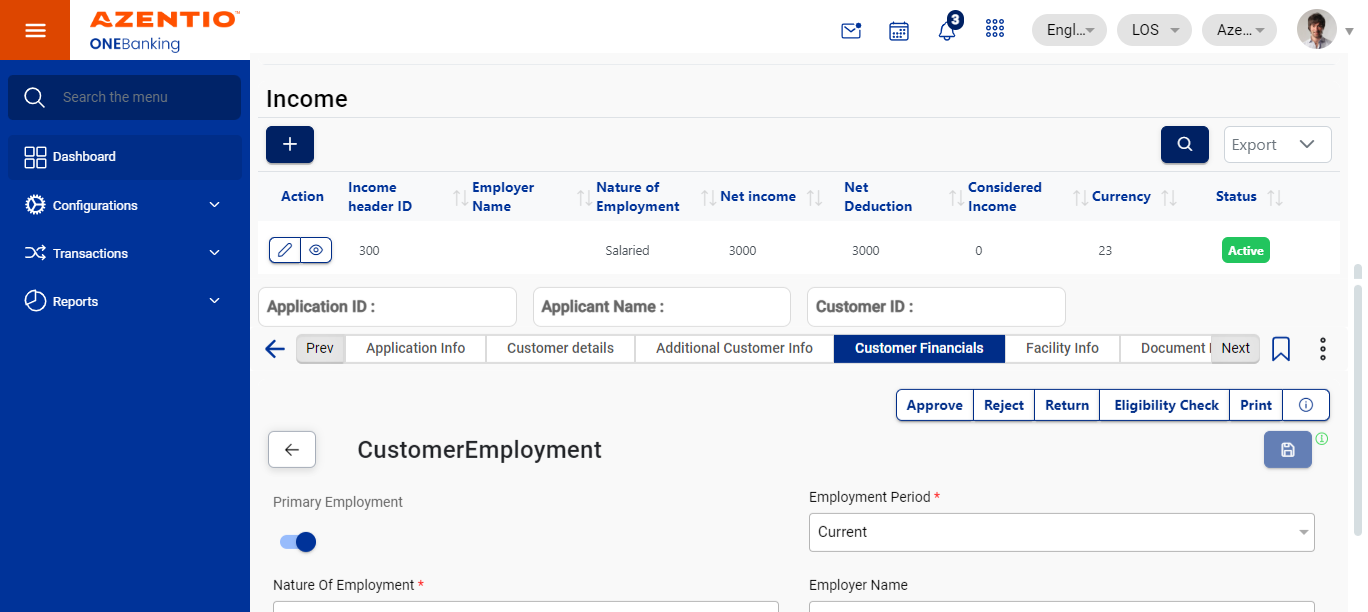 AZENTIO™
ONEBanking
3
Engl...
LOS
Aze...
Search the menu
Dashboard
Configurations
Transactions
Reports
Income
Export
Action
Income header ID
Employer Name
Nature of Employment
Net income
Net Deduction
Considered Income
Currency
Status
300
Salaried
3000
3000
0
23
Active
Application ID :
Applicant Name :
Customer ID :
Prev
Application Info
Customer details
Additional Customer Info
Customer Financials
Facility Info
Document
Next
Approve
Reject
Return
Eligibility Check
Print
CustomerEmployment
Primary Employment
Employment Period *
Current
Nature Of Employment *
Employer Name